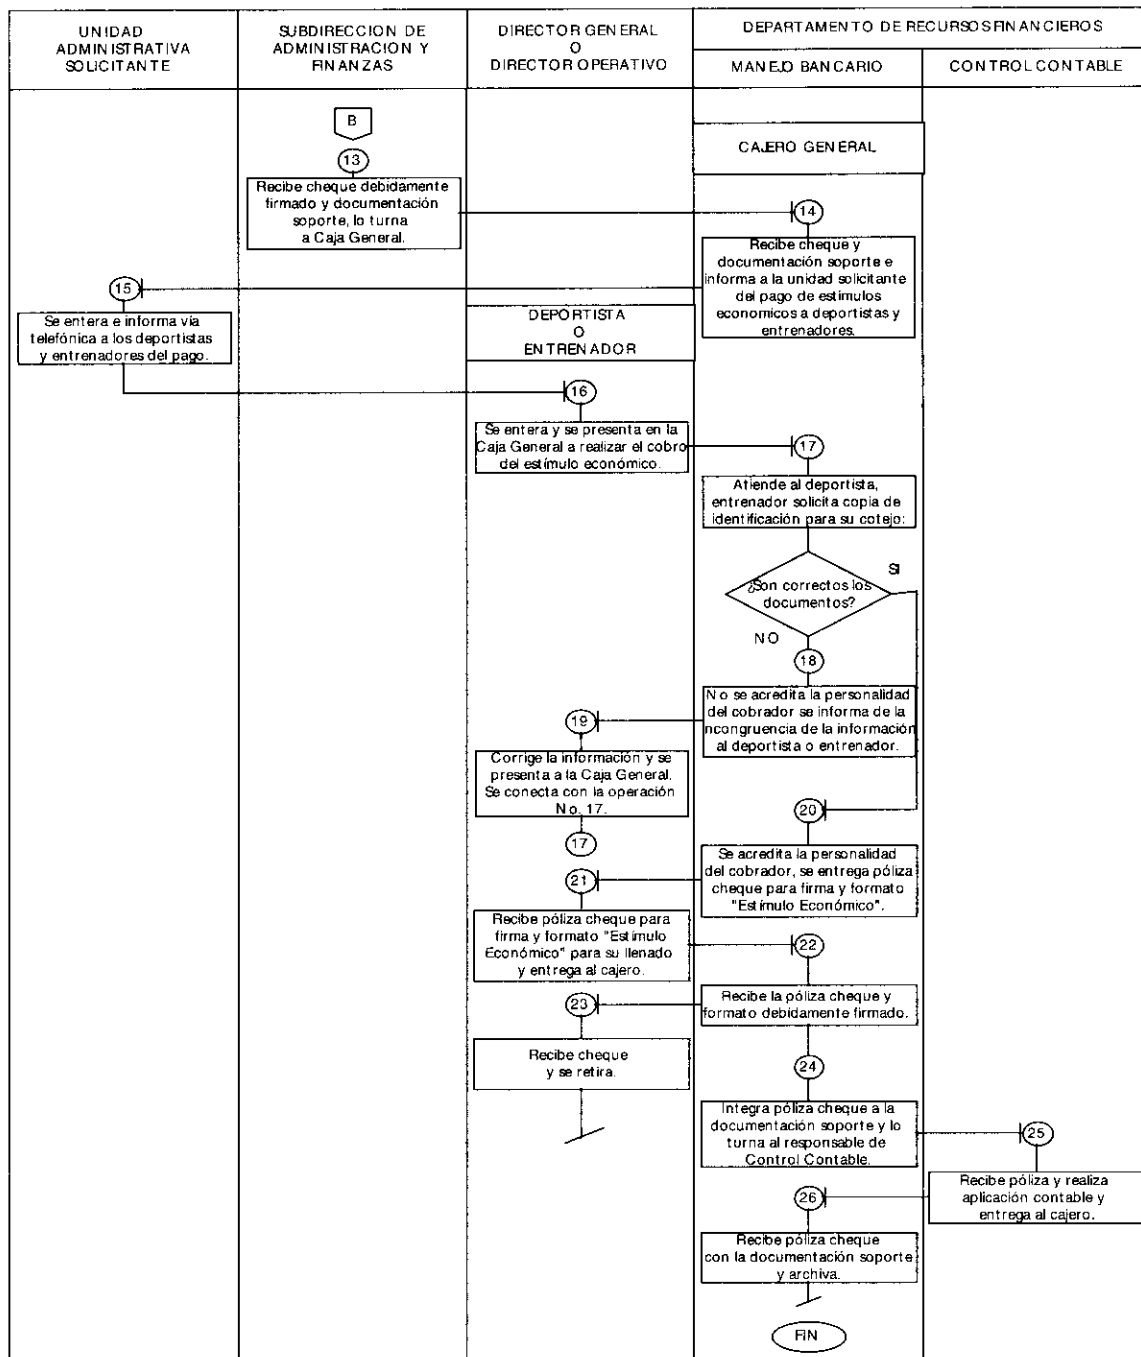 UNIDAD
ADMINISTRATIVA
SOLICITANTE
SUBDIRECCION DE
ADMINISTRACION Y
FINANZAS
DIRECTOR GENERAL
O
DIRECTOR OPERATIVO
DEPARTAMENTO DE RECURSOS FINANCIEROS
MANEJO BANCARIO
CONTROL CONTABLE
B
CAJERO GENERAL
13
Recibe cheque debidamente
firmado y documentación
soporte, lo turna
a Caja General.
14
Recibe cheque y
documentación soporte e
informa a la unidad solicitante
del pago de estímulos
economicos a deportistas y
entrenadores.
15
Se entera e informa vía
telefónica a los deportistas
y entrenadores del pago.
DEPORTISTA
O
ENTRENADOR
16
Se entera y se presenta en la
Caja General a realizar el cobro
del estímulo económico.
17
Atiende al deportista,
entrenador solicita copia de
identificación para su cotejo:
¿Son correctos los
documentos?
SI
NO
18
No se acredita la personalidad
del cobrador se informa de la
incongruencia de la información
al deportista o entrenador.
19
Corrige la información y se
presenta a la Caja General.
Se conecta con la operación
No. 17.
17
20
Se acredita la personalidad
del cobrador, se entrega póliza
cheque para firma y formato
"Estímulo Económico".
21
Recibe póliza cheque para
firma y formato "Estímulo
Económico" para su llenado
y entrega al cajero.
22
Recibe la póliza cheque y
formato debidamente firmado.
23
Recibe cheque
y se retira.
24
Integra póliza cheque a la
documentación soporte y lo
turna al responsable de
Control Contable.
25
Recibe póliza y realiza
aplicación contable y
entrega al cajero.
26
Recibe póliza cheque
con la documentación soporte
y archiva.
FIN